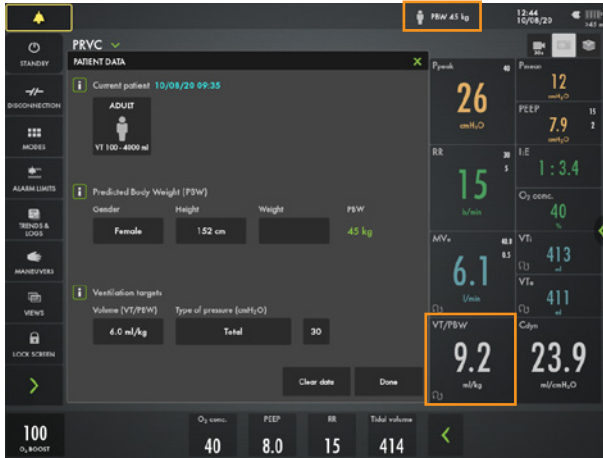 PBW 45 kg
12:44
10/08/20
>4.5 h
STANDBY
DISCONNECTION
MODES
ALARM LIMITS
TRENDS &
LOGS
MANEUVERS
VIEWS
LOCK SCREEN
100
O₂ BOOST
PRVC
PATIENT DATA
Current patient 10/08/20 09:35
ADULT
VT 100 - 4000 ml
Predicted Body Weight (PBW)
Gender Height Weight PBW
Female 152 cm 45 kg
Ventilation targets
Volume (VT/PBW) Type of pressure (cmH₂O)
6.0 ml/kg Total 30
Clear data Done
Ppeak 40
26
cmH₂O
Pmean
12
cmH₂O
PEEP 15
7.9 2
cmH₂O
RR 30
5
15
b/min
I:E
1 : 3.4
O₂ conc.
40
%
MVe 40.0
0.5
6.1
l/min
VTi
413
ml
VTe
411
ml
VT/PBW
9.2
ml/kg
Cdyn
23.9
ml/cmH₂O
O₂ conc. PEEP RR Tidal volume
40 8.0 15 414